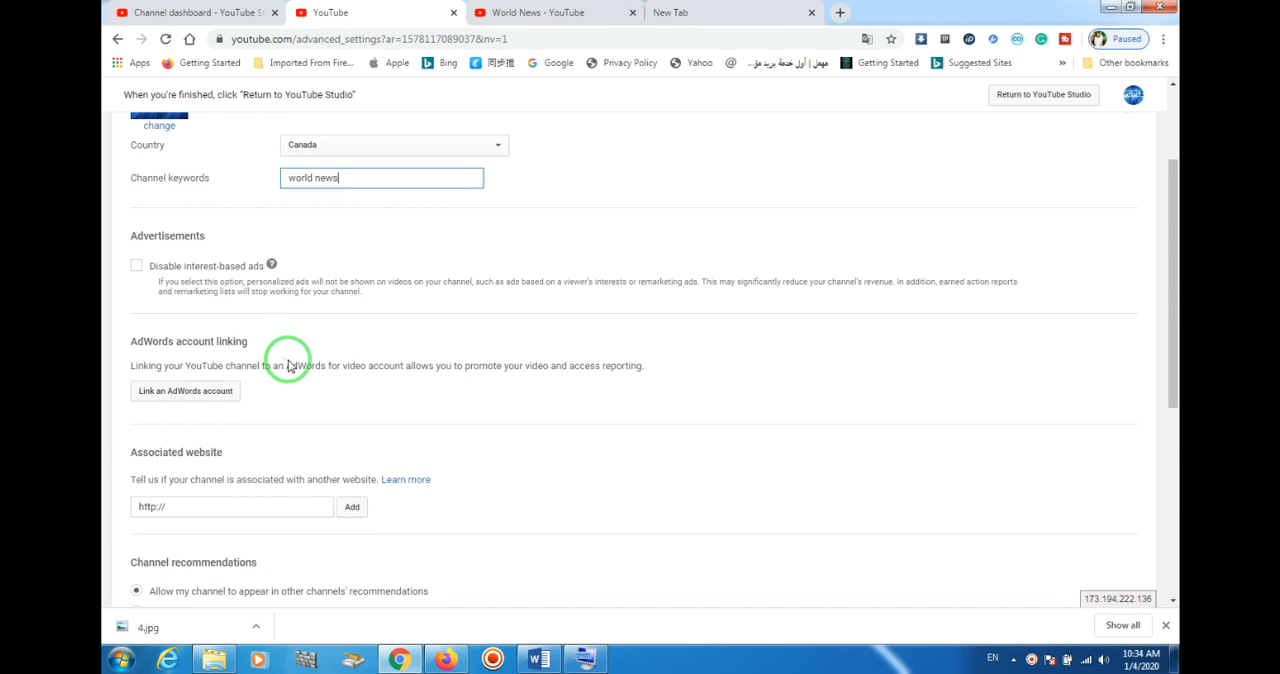 Channel dashboard - YouTube St
YouTube
World News - YouTube
New Tab
youtube.com/advanced_settings?ar=1578117089037&nv=1
Paused
Apps
Getting Started
Imported From Fire...
Apple
Bing
同步推
Google
Privacy Policy
Yahoo
مهمل | أول خدمة بريد مؤ...
Getting Started
Suggested Sites
»
Other bookmarks
When you're finished, click "Return to YouTube Studio"
Return to YouTube Studio
change
Country
Canada
Channel keywords
world news
Advertisements
Disable interest-based ads
If you select this option, personalized ads will not be shown on videos on your channel, such as ads based on a viewer's interests or remarketing ads. This may significantly reduce your channel's revenue. In addition, earned action reports
and remarketing lists will stop working for your channel.
AdWords account linking
Linking your YouTube channel to an AdWords for video account allows you to promote your video and access reporting.
Link an AdWords account
Associated website
Tell us if your channel is associated with another website. Learn more
http://
Add
Channel recommendations
Allow my channel to appear in other channels' recommendations
173.194.222.136
4.jpg
Show all
EN
10:34 AM
1/4/2020